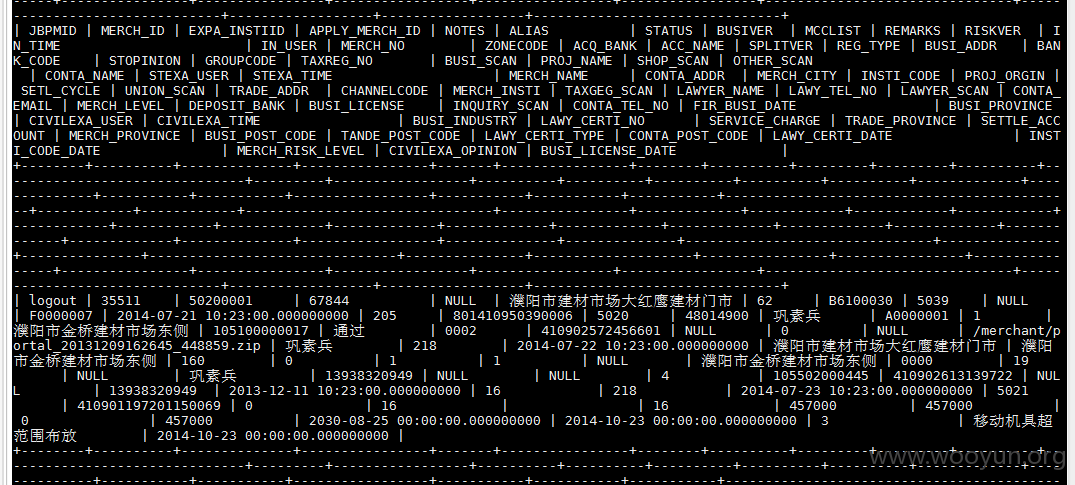 | JBPMID | MERCH_ID | EXPA_INSTIID | APPLY_MERCH_ID | NOTES | ALIAS | STATUS | BUSIVER | MCCLIST | REMARKS | RISKVER | I
N_TIME | IN_USER | MERCH_NO | ZONECODE | ACQ_BANK | ACC_NAME | SPLITVER | REG_TYPE | BUSI_ADDR | BAN
K_CODE | STOPINION | GROUPCODE | TAXREG_NO | BUSI_SCAN | PROJ_NAME | SHOP_SCAN | OTHER_SCAN
| CONTA_NAME | STEXA_USER | STEXA_TIME | MERCH_NAME | CONTA_ADDR | MERCH_CITY | INSTI_CODE | PROJ_ORGIN |
SETL_CYCLE | UNION_SCAN | TRADE_ADDR | CHANNELCODE | MERCH_INSTI | TAXGEG_SCAN | LAWYER_NAME | LAWY_TEL_NO | LAWYER_SCAN | CONTA_
EMAIL | MERCH_LEVEL | DEPOSIT_BANK | BUSI_LICENSE | INQUIRY_SCAN | CONTA_TEL_NO | FIR_BUSI_DATE | BUSI_PROVINCE
| CIVILEXA_USER | CIVILEXA_TIME | BUSI_INDUSTRY | LAWY_CERTI_NO | SERVICE_CHARGE | TRADE_PROVINCE | SETTLE_ACC
OUNT | MERCH_PROVINCE | BUSI_POST_CODE | TANDE_POST_CODE | LAWY_CERTI_TYPE | CONTA_POST_CODE | LAWY_CERTI_DATE | INST
I_CODE_DATE | MERCH_RISK_LEVEL | CIVILEXA_OPINION | BUSI_LICENSE_DATE |
| logout | 35511 | 50200001 | 67844 | NULL | 濮阳市建材市场大红鹰建材门市 | 62 | B6100030 | 5039 | NULL
| F0000007 | 2014-07-21 10:23:00.000000000 | 205 | 801410950390006 | 5020 | 48014900 | 巩素兵 | A0000001 | 1 |
濮阳市金桥建材市场东侧 | 105100000017 | 通过 | 0002 | 410902572456601 | NULL | 0 | NULL | /merchant/p
ortal_20131209162645_448859.zip | 巩素兵 | 218 | 2014-07-22 10:23:00.000000000 | 濮阳市建材市场大红鹰建材门市 | 濮阳
市金桥建材市场东侧 | 160 | 0 | 1 | 1 | NULL | 濮阳市金桥建材市场东侧 | 0000 | 19
| NULL | 巩素兵 | 13938320949 | NULL | NULL | 4 | 105502000445 | 410902613139722 | NUL
L | 13938320949 | 2013-12-11 10:23:00.000000000 | 16 | 218 | 2014-07-23 10:23:00.000000000 | 5021
| 410901197201150069 | 0 | 16 | | 16 | 457000 | 457000 |
0 | 457000 | 2030-08-25 00:00:00.000000000 | 2014-10-23 00:00:00.000000000 | 3 | 移动机具超
范围布放 | 2014-10-23 00:00:00.000000000 |
www.wooyun.org